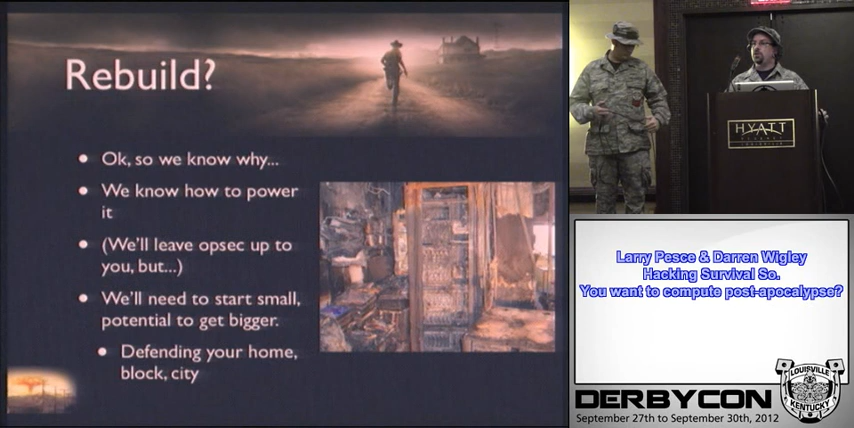 Rebuild?
Ok, so we know why...
We know how to power
it
(We'll leave opsec up to
you, but...)
We'll need to start small,
potential to get bigger.
Defending your home,
block, city
HYATT
Larry Pesce & Darren Wigley
Hacking Survival So.
You want to compute post-apocalypse?
DERBYCON
September 27th to September 30th, 2012
LOUISVILLE
KENTUCKY